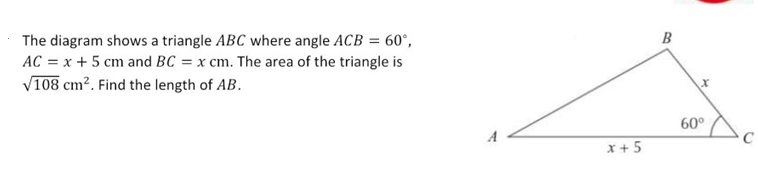 The diagram shows a triangle ABC where angle ACB = 60°,
AC = x + 5 cm and BC = x cm. The area of the triangle is
√108 cm². Find the length of AB.
B
x
60°
A
C
x + 5